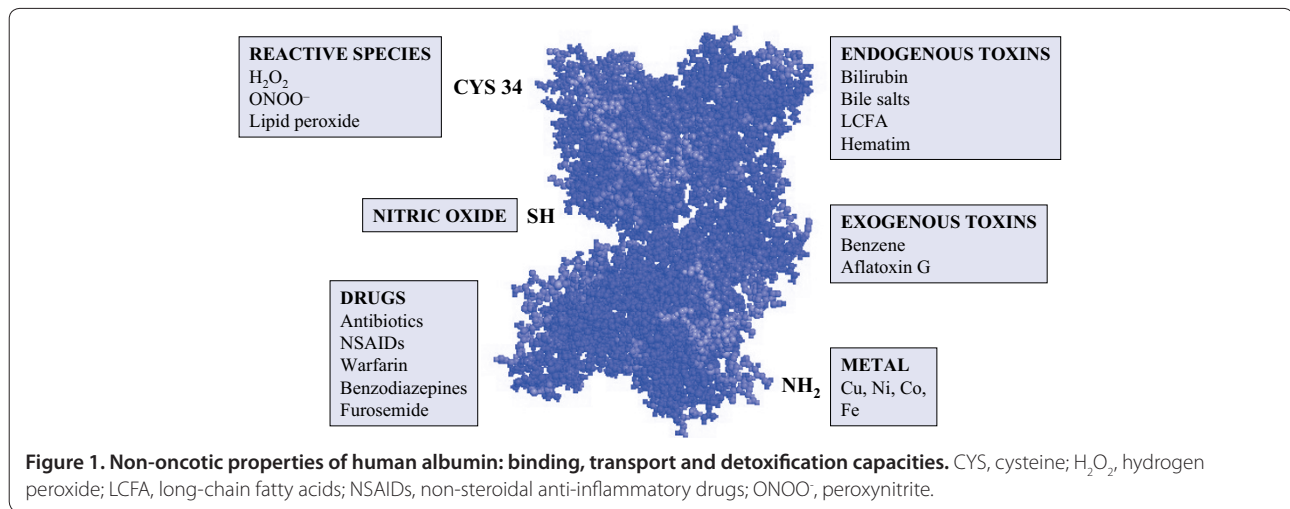 REACTIVE SPECIES
H₂O₂
ONOO⁻
Lipid peroxide
CYS 34
ENDOGENOUS TOXINS
Bilirubin
Bile salts
LCFA
Hematim
NITRIC OXIDE
SH
EXOGENOUS TOXINS
Benzene
Aflatoxin G
DRUGS
Antibiotics
NSAIDs
Warfarin
Benzodiazepines
Furosemide
NH₂
METAL
Cu, Ni, Co,
Fe
Figure 1. Non-oncotic properties of human albumin: binding, transport and detoxification capacities. CYS, cysteine; H₂O₂, hydrogen
peroxide; LCFA, long-chain fatty acids; NSAIDs, non-steroidal anti-inflammatory drugs; ONOO⁻, peroxynitrite.